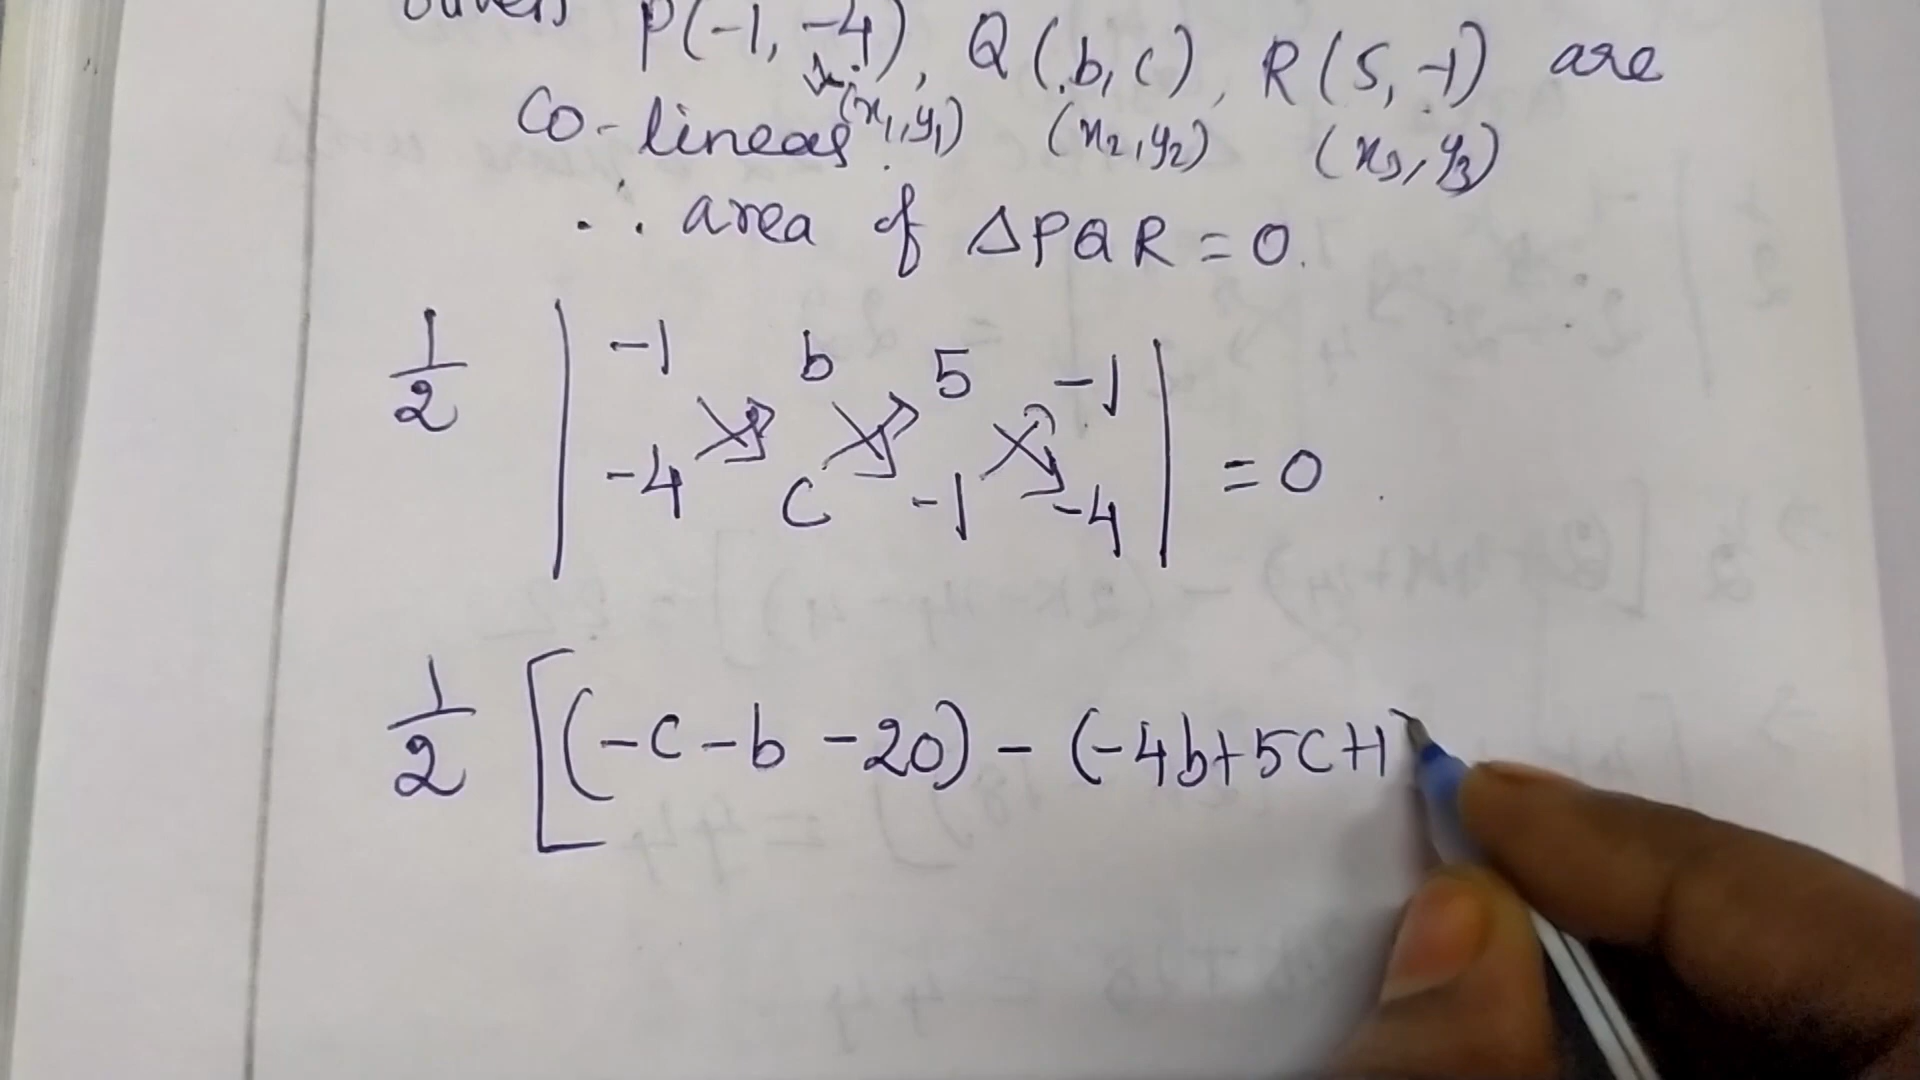 P(-1, -4), Q(b, c), R(5, -1) are
Co-linear (x₁, y₁) (x₂, y₂) (x₃, y₃)
∴ area of ΔPQR = 0.
1/2 | -1 b 5 -1 |
| -4 c -1 -4 | = 0
1/2 [(-c-b-20) - (-4b+5c+1)